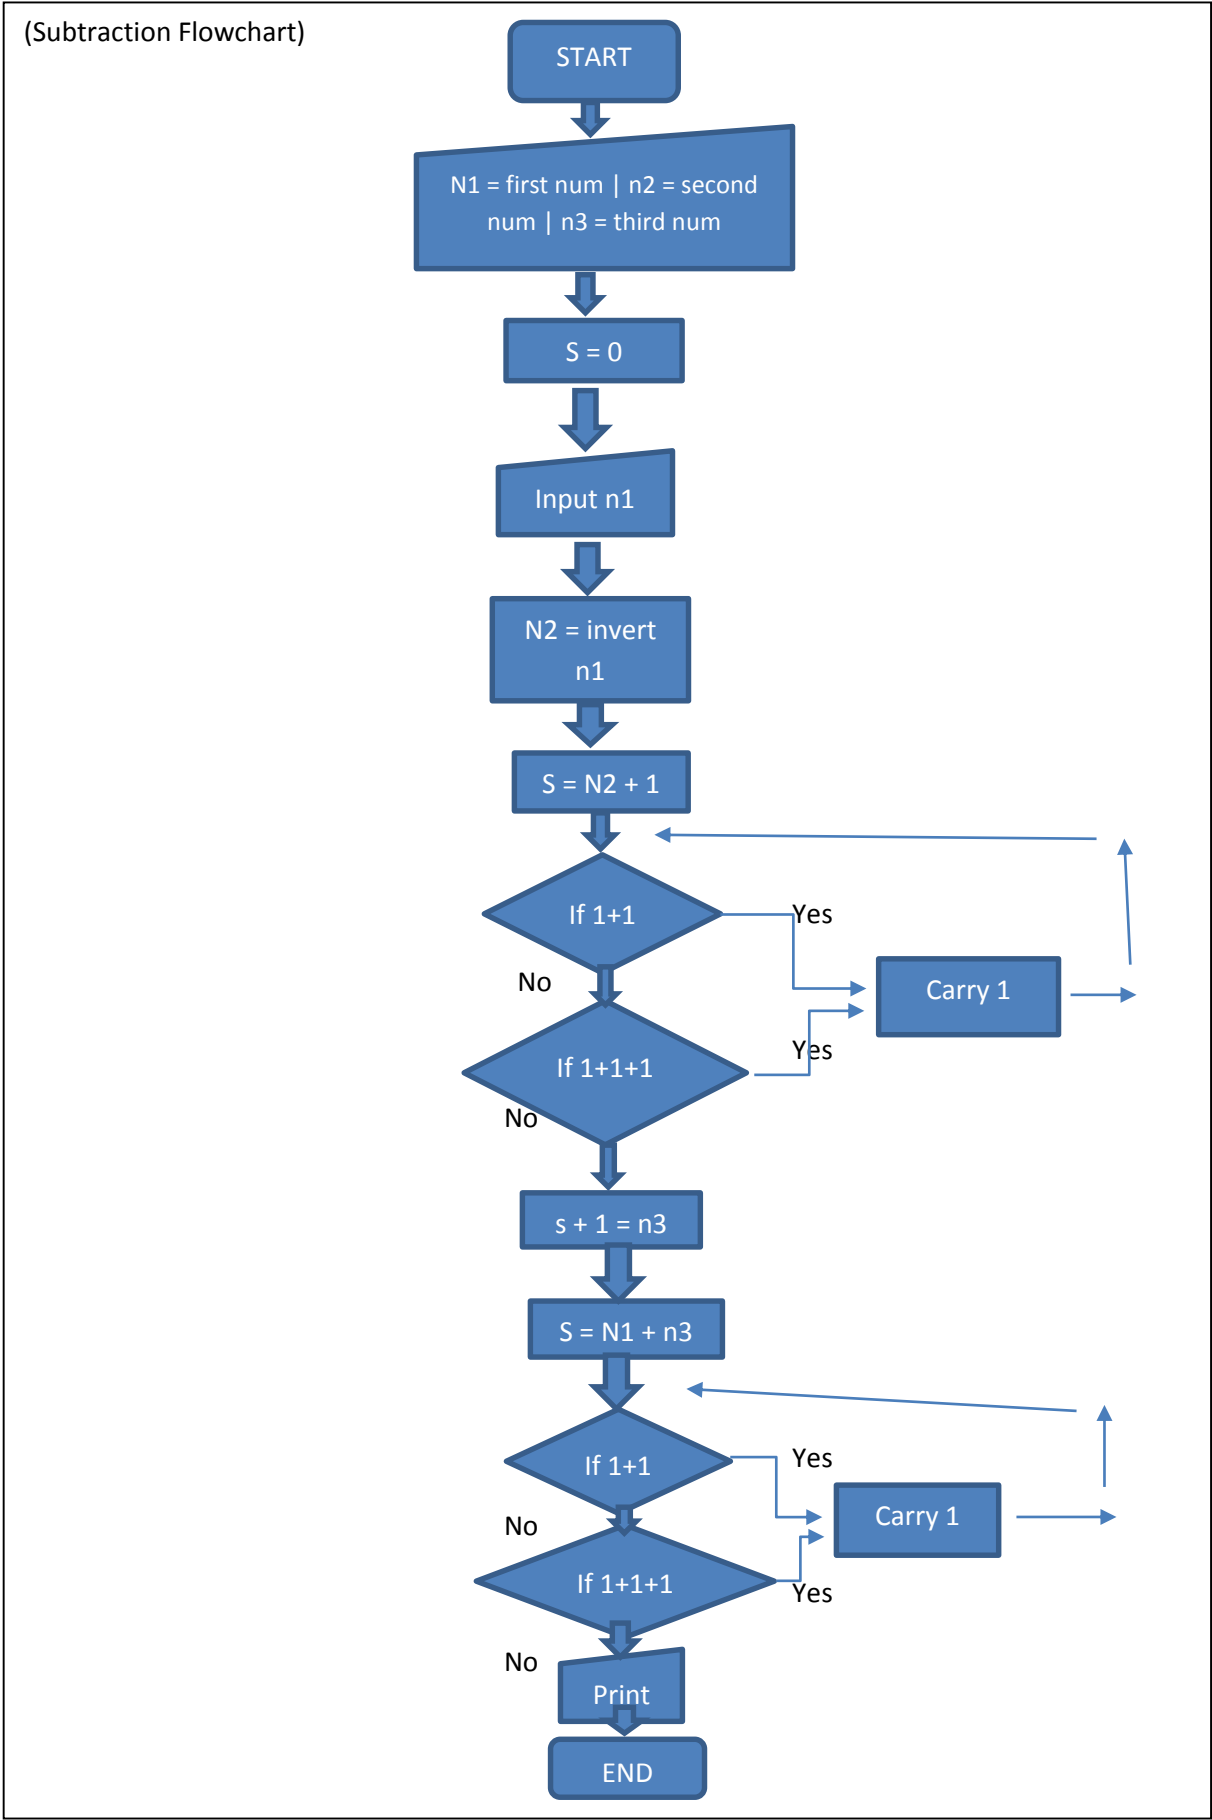 (Subtraction Flowchart)
START
N1 = first num | n2 = second
num | n3 = third num
S = 0
Input n1
N2 = invert
n1
S = N2 + 1
If 1+1
Yes
Carry 1
No
If 1+1+1
Yes
No
s + 1 = n3
S = N1 + n3
If 1+1
Yes
Carry 1
No
If 1+1+1
Yes
No
Print
END